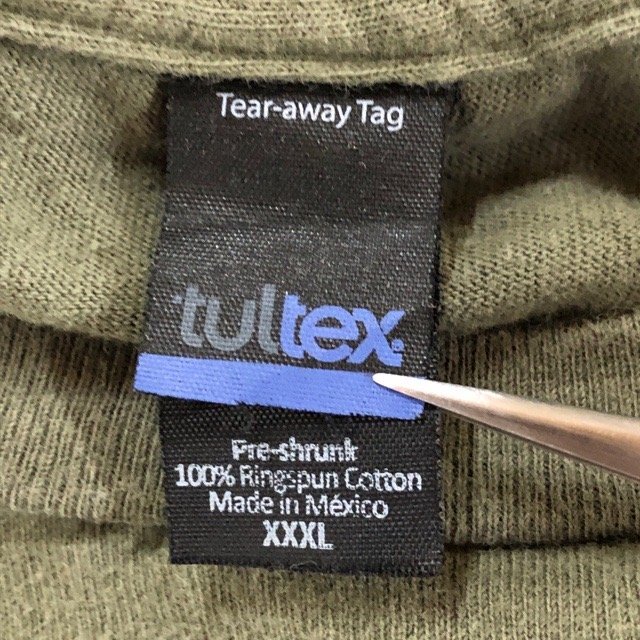 Tear-away Tag
tultex
Pre-shrunk
100% Ringspun Cotton
Made in México
XXXL